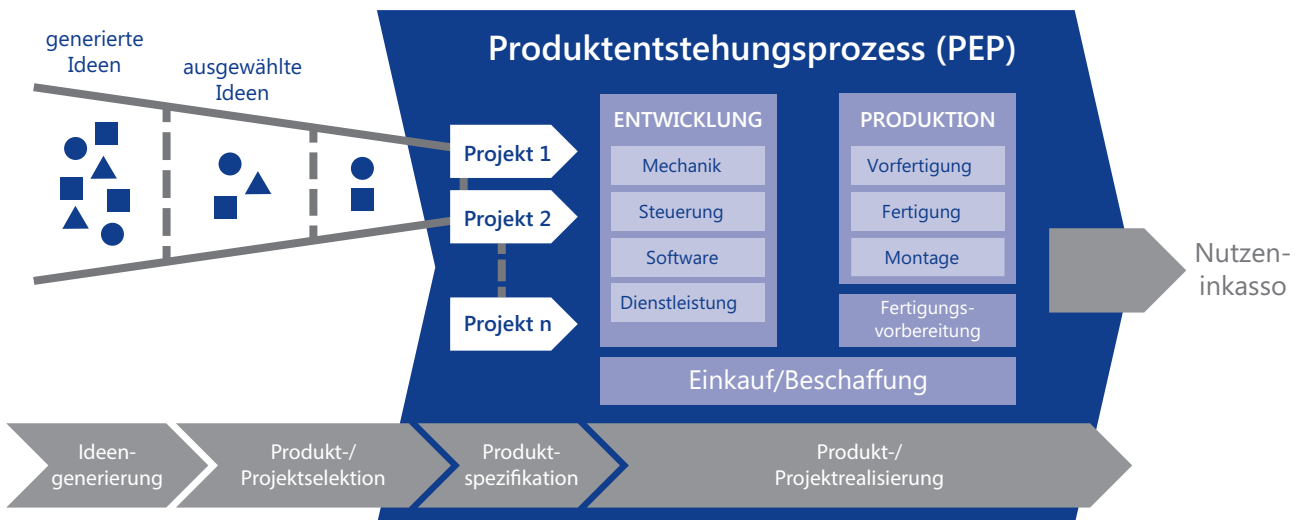 generierte
Ideen
ausgewählte
Ideen
Produktentstehungsprozess (PEP)
Projekt 1
Projekt 2
Projekt n
ENTWICKLUNG
Mechanik
Steuerung
Software
Dienstleistung
PRODUKTION
Vorfertigung
Fertigung
Montage
Fertigungs-
vorbereitung
Einkauf/Beschaffung
Nutzen-
inkasso
Ideen-
generierung
Produkt-/
Projektselektion
Produkt-
spezifikation
Produkt-/
Projektrealisierung